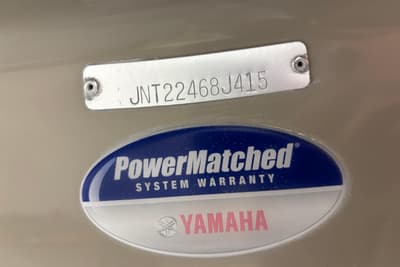 JNT22468J415
PowerMatched®
SYSTEM WARRANTY
YAMAHA